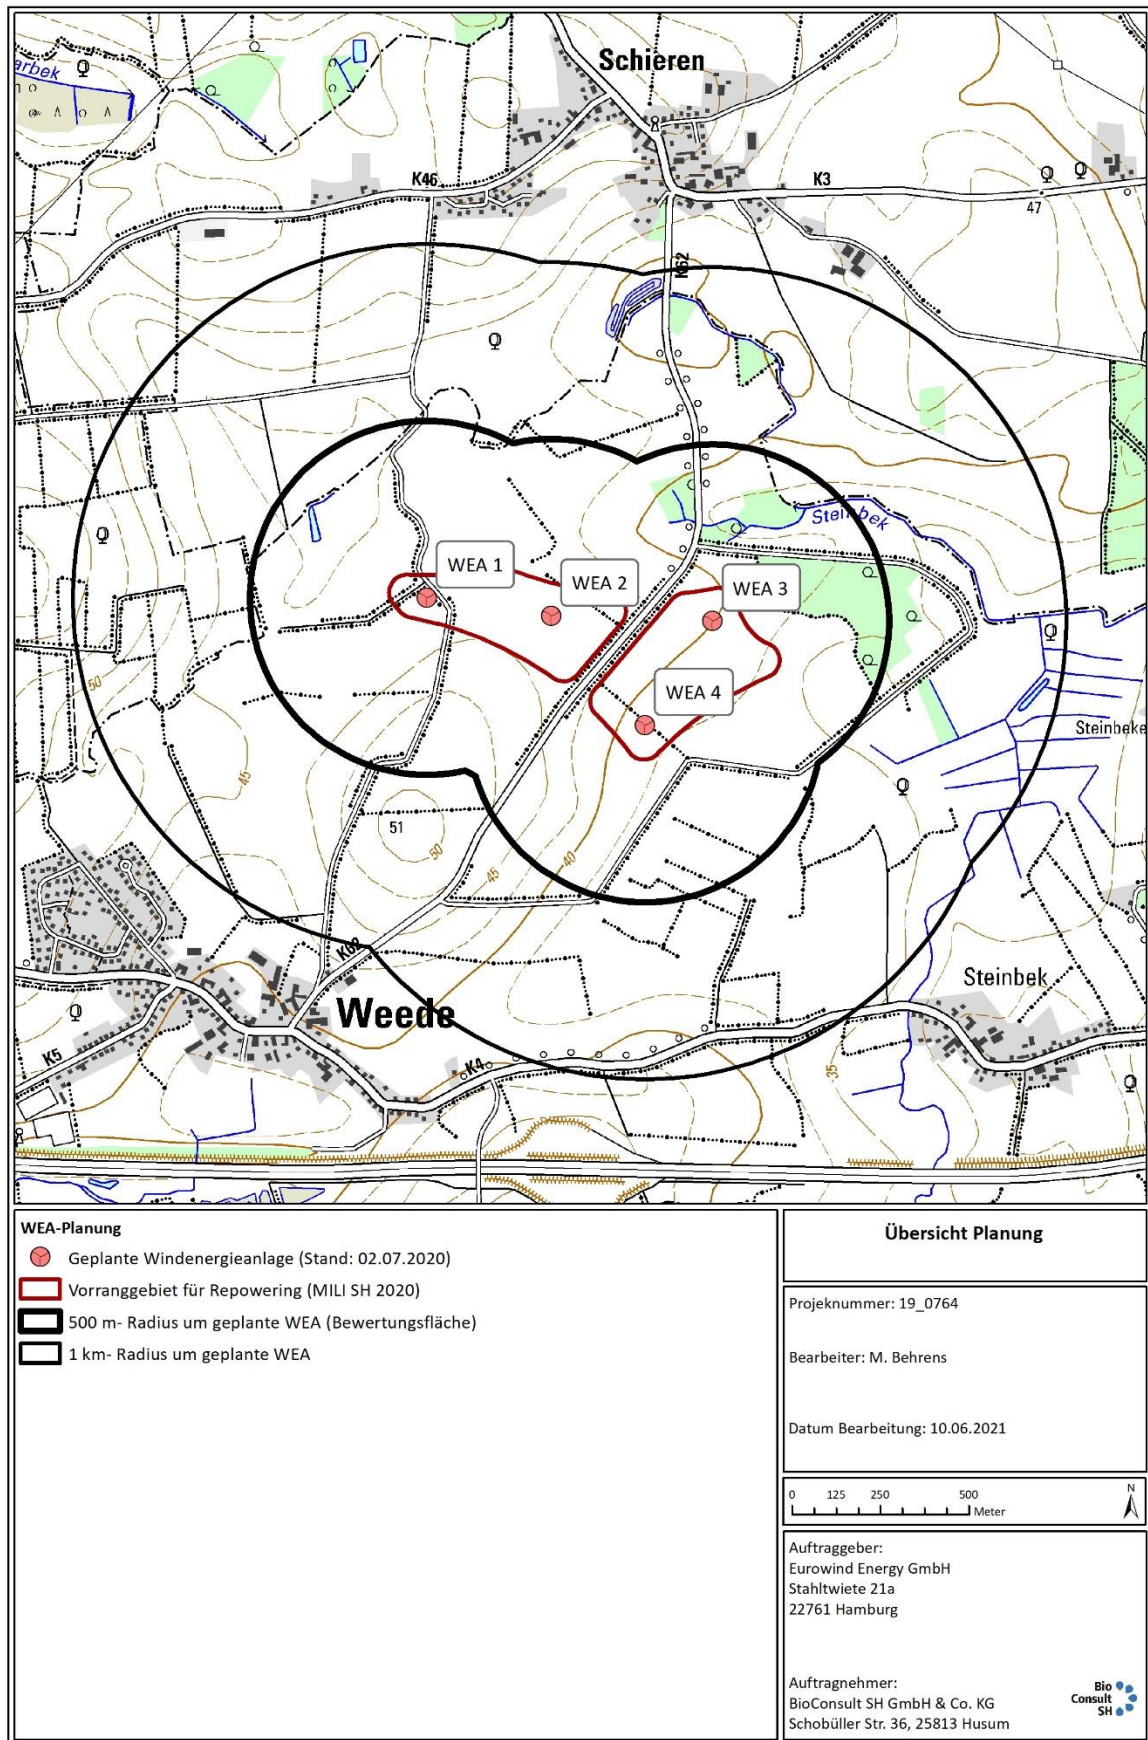 Schieren
arbek
K46
K3
47
K62
Steinbek
WEA 1
WEA 2
WEA 3
WEA 4
50
45
Steinbeke
51
50
45
40
K62
Weede
Steinbek
K5
K4
35
WEA-Planung
Geplante Windenergieanlage (Stand: 02.07.2020)
Vorranggebiet für Repowering (MILI SH 2020)
500 m- Radius um geplante WEA (Bewertungsfläche)
1 km- Radius um geplante WEA
Übersicht Planung
Projeknummer: 19_0764
Bearbeiter: M. Behrens
Datum Bearbeitung: 10.06.2021
0 125 250 500
Meter
N
Auftraggeber:
Eurowind Energy GmbH
Stahltwiete 21a
22761 Hamburg
Auftragnehmer:
BioConsult SH GmbH & Co. KG
Schobüller Str. 36, 25813 Husum
Bio
Consult
SH